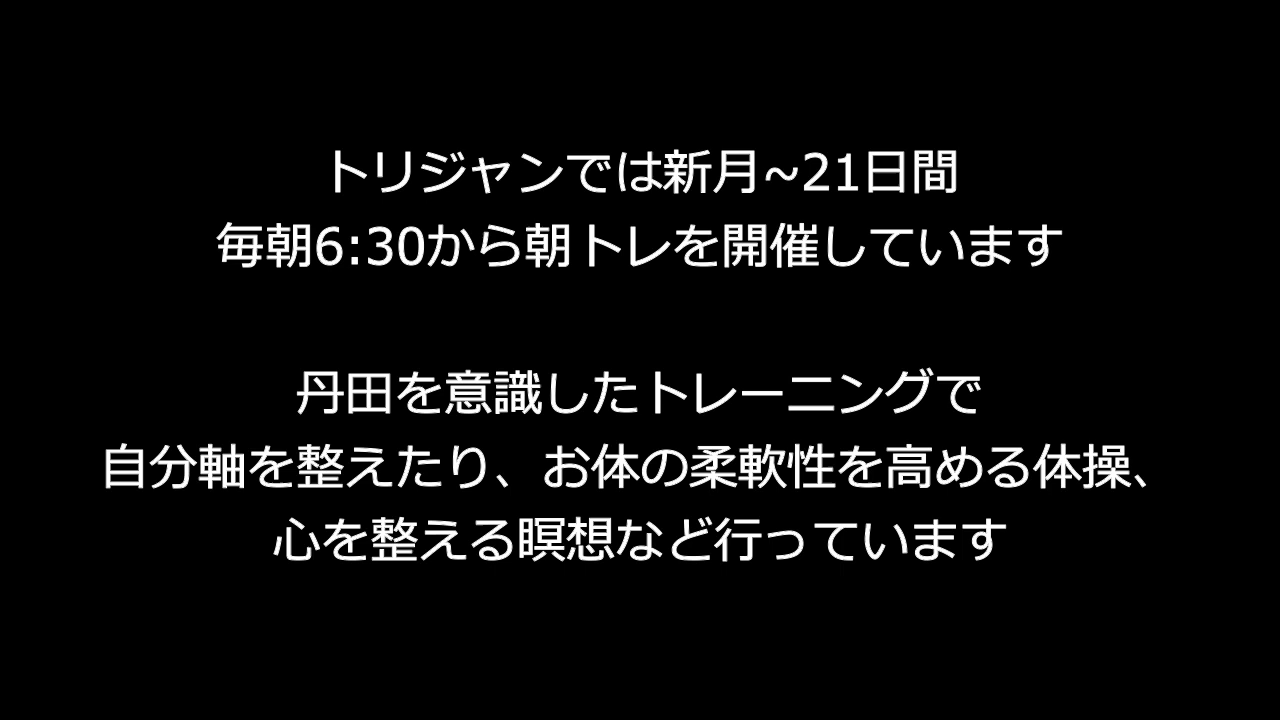 トリジャンでは新月~21日間
毎朝6:30から朝トレを開催しています
丹田を意識したトレーニングで
自分軸を整えたり、お体の柔軟性を高める体操、
心を整える瞑想など行っています